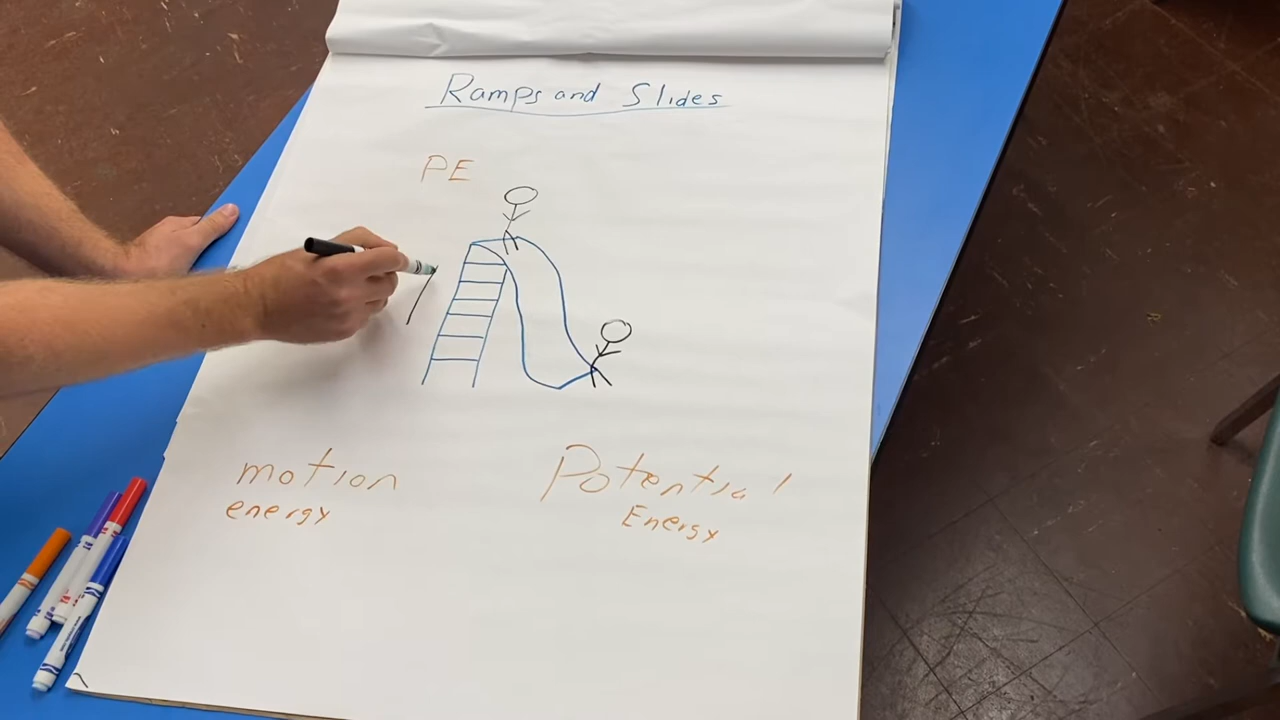 Ramps and Slides
PE
motion
energy
Potential
Energy